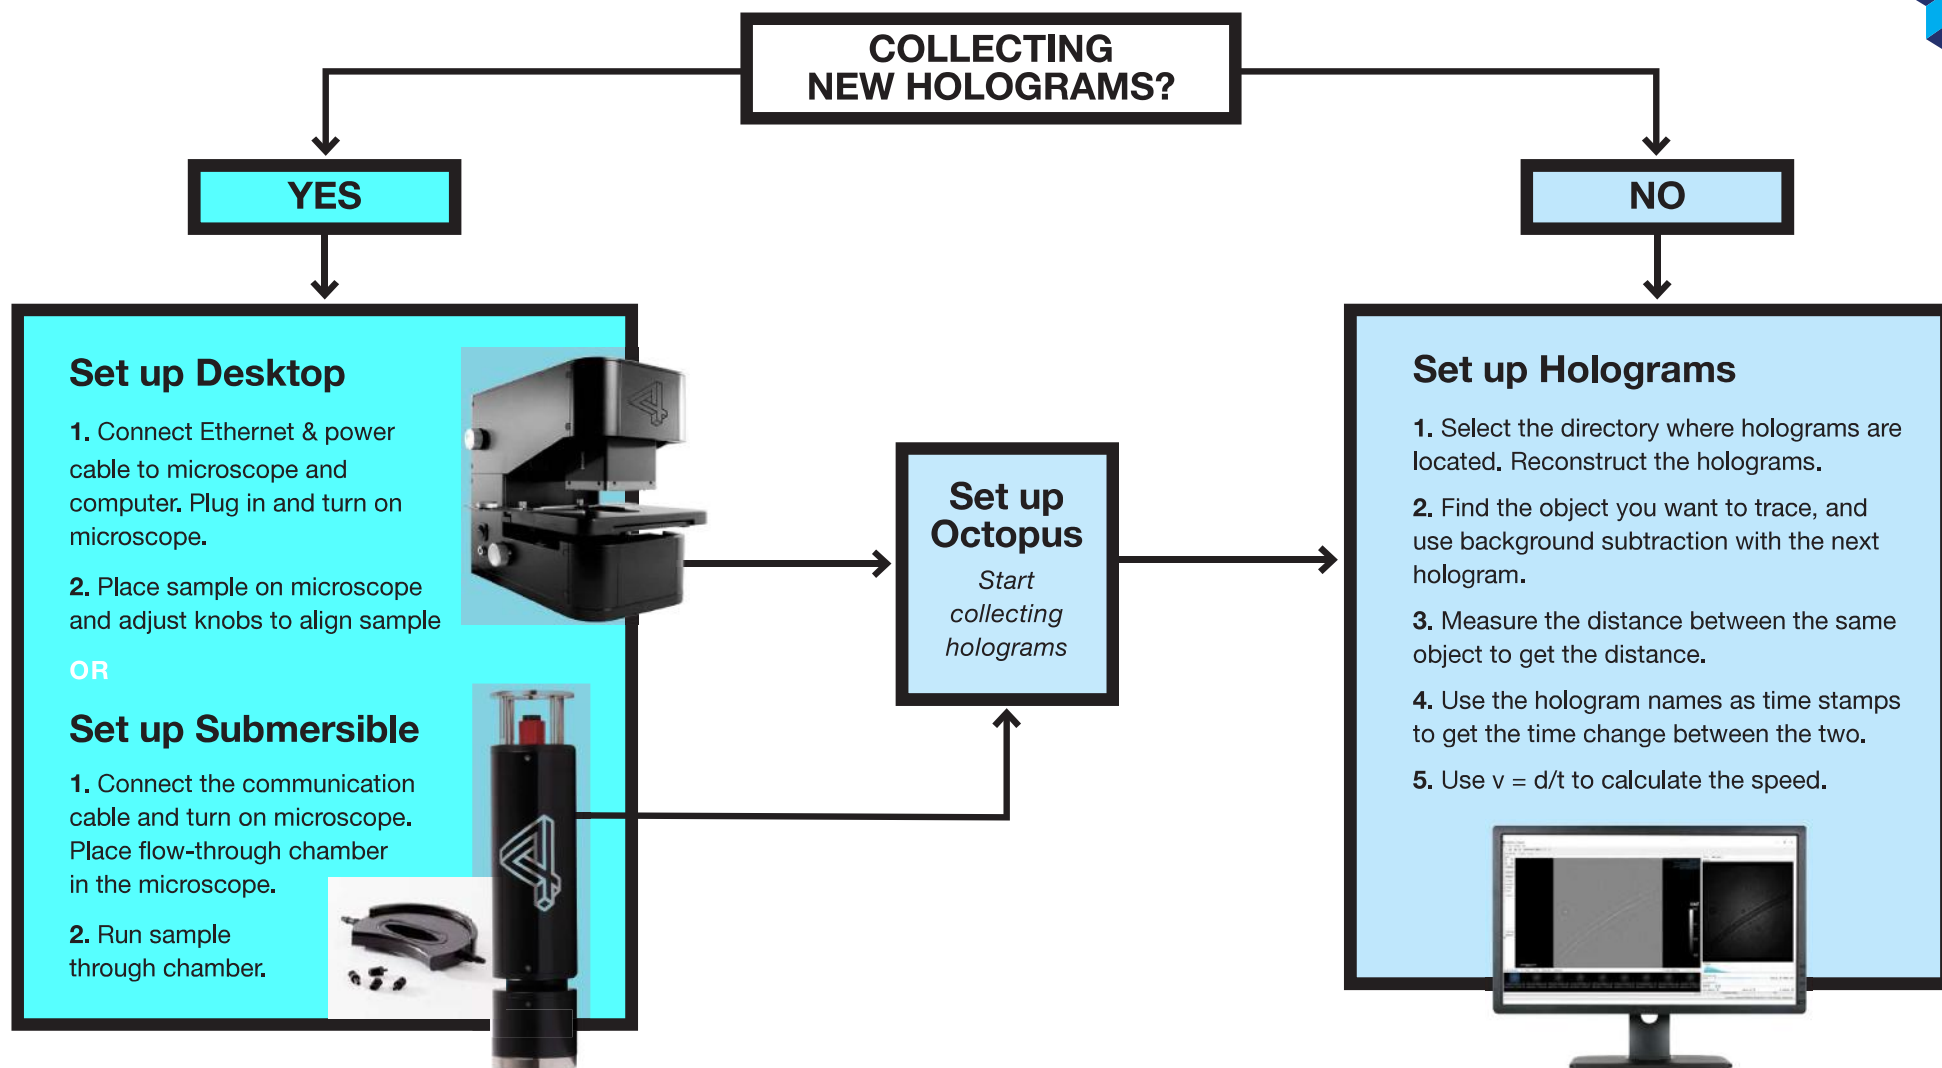 COLLECTING
NEW HOLOGRAMS?
YES
NO
Set up Desktop
1. Connect Ethernet & power
cable to microscope and
computer. Plug in and turn on
microscope.
2. Place sample on microscope
and adjust knobs to align sample
OR
Set up Submersible
1. Connect the communication
cable and turn on microscope.
Place flow-through chamber
in the microscope.
2. Run sample
through chamber.
Set up
Octopus
Start
collecting
holograms
Set up Holograms
1. Select the directory where holograms are
located. Reconstruct the holograms.
2. Find the object you want to trace, and
use background subtraction with the next
hologram.
3. Measure the distance between the same
object to get the distance.
4. Use the hologram names as time stamps
to get the time change between the two.
5. Use v = d/t to calculate the speed.